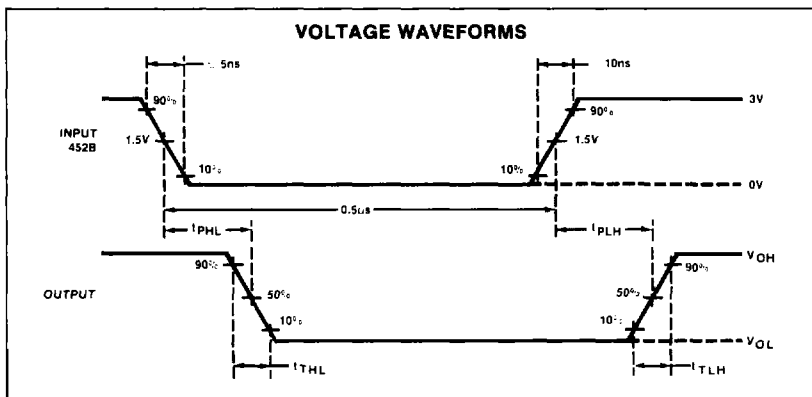 VOLTAGE WAVEFORMS
5ns
10ns
90%
90%
3V
INPUT
452B
1.5V
1.5V
10%
10%
0V
0.5μs
tPHL
tPLH
VOH
90%
90%
OUTPUT
50%
50%
10%
10%
VOL
tTHL
tTLH